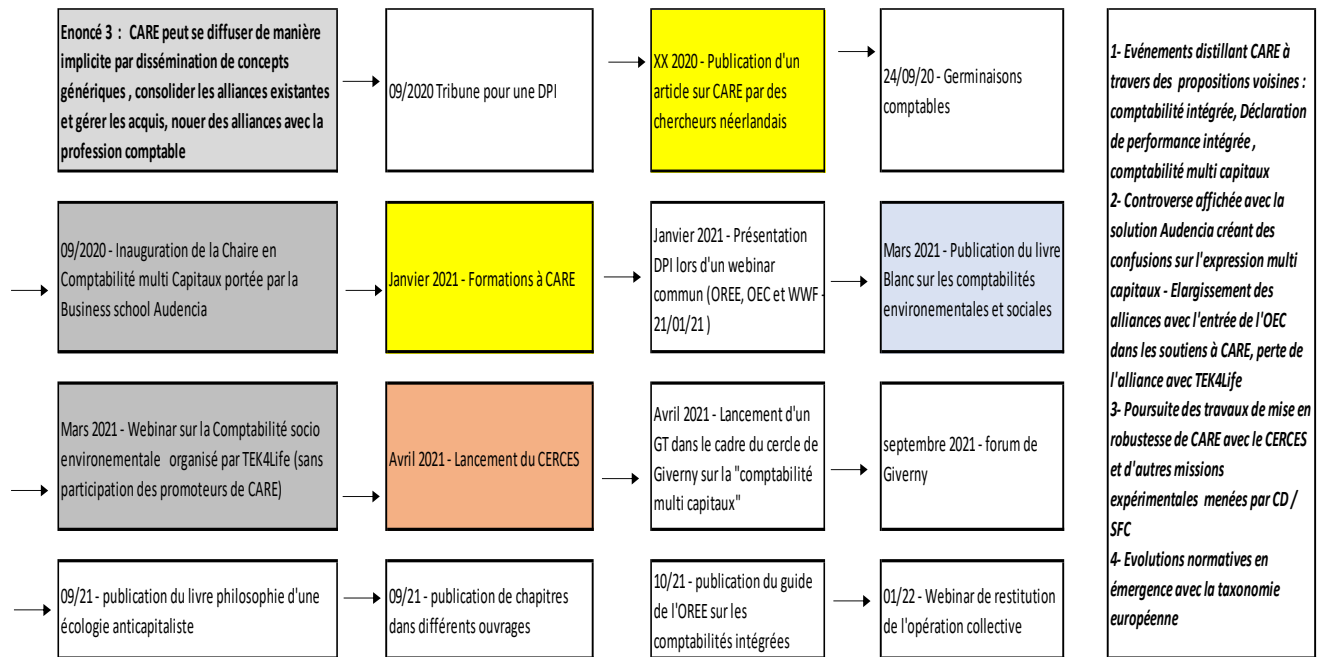 Enoncé 3 : CARE peut se diffuser de manière
implicite par dissémination de concepts
génériques , consolider les alliances existantes
et gérer les acquis, nouer des alliances avec la
profession comptable
09/2020 Tribune pour une DPI
XX 2020 - Publication d'un
article sur CARE par des
chercheurs néerlandais
24/09/20 - Germinaisons
comptables
09/2020 - Inauguration de la Chaire en
Comptabilité multi Capitaux portée par la
Business school Audencia
Janvier 2021 - Formations à CARE
Janvier 2021 - Présentation
DPI lors d'un webinar
commun (OREE, OEC et WWF -
21/01/21 )
Mars 2021 - Publication du livre
Blanc sur les comptabilités
environementales et sociales
Mars 2021 - Webinar sur la Comptabilité socio
environementale organisé par TEK4Life (sans
participation des promoteurs de CARE)
Avril 2021 - Lancement du CERCES
Avril 2021 - Lancement d'un
GT dans le cadre du cercle de
Giverny sur la "comptabilité
multi capitaux"
septembre 2021 - forum de
Giverny
09/21 - publication du livre philosophie d'une
écologie anticapitaliste
09/21 - publication de chapitres
dans différents ouvrages
10/21 - publication du guide
de l'OREE sur les
comptabilités intégrées
01/22 - Webinar de restitution
de l'opération collective
1- Evénements distillant CARE à
travers des propositions voisines :
comptabilité intégrée, Déclaration
de performance intégrée ,
comptabilité multi capitaux
2- Controverse affichée avec la
solution Audencia créant des
confusions sur l'expression multi
capitaux - Elargissement des
alliances avec l'entrée de l'OEC
dans les soutiens à CARE, perte de
l'alliance avec TEK4Life
3- Poursuite des travaux de mise en
robustesse de CARE avec le CERCES
et d'autres missions
expérimentales menées par CD /
SFC
4- Evolutions normatives en
émergence avec la taxonomie
européenne